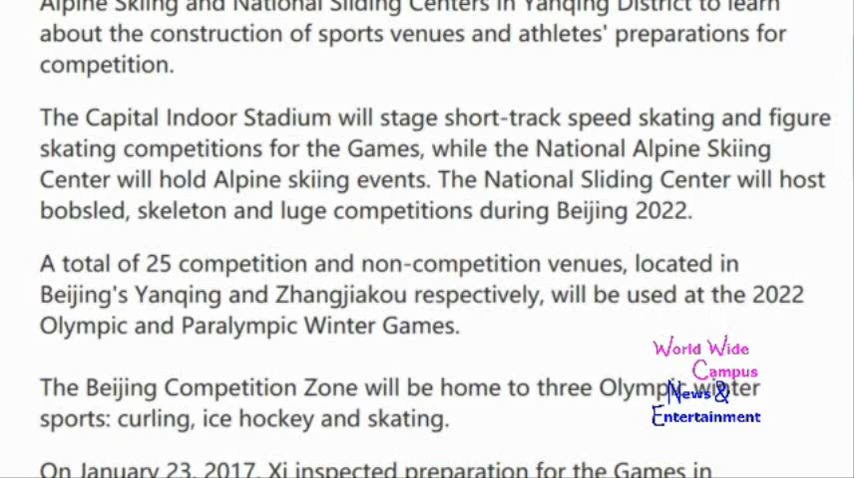 Alpine Skiing and National Sliding Centers in Yanqing District to learn
about the construction of sports venues and athletes' preparations for
competition.
The Capital Indoor Stadium will stage short-track speed skating and figure
skating competitions for the Games, while the National Alpine Skiing
Center will hold Alpine skiing events. The National Sliding Center will host
bobsled, skeleton and luge competitions during Beijing 2022.
A total of 25 competition and non-competition venues, located in
Beijing's Yanqing and Zhangjiakou respectively, will be used at the 2022
Olympic and Paralympic Winter Games.
The Beijing Competition Zone will be home to three Olympic winter
sports: curling, ice hockey and skating.
On January 23, 2017, Xi inspected preparation for the Games in
World Wide
Campus
News &
Entertainment